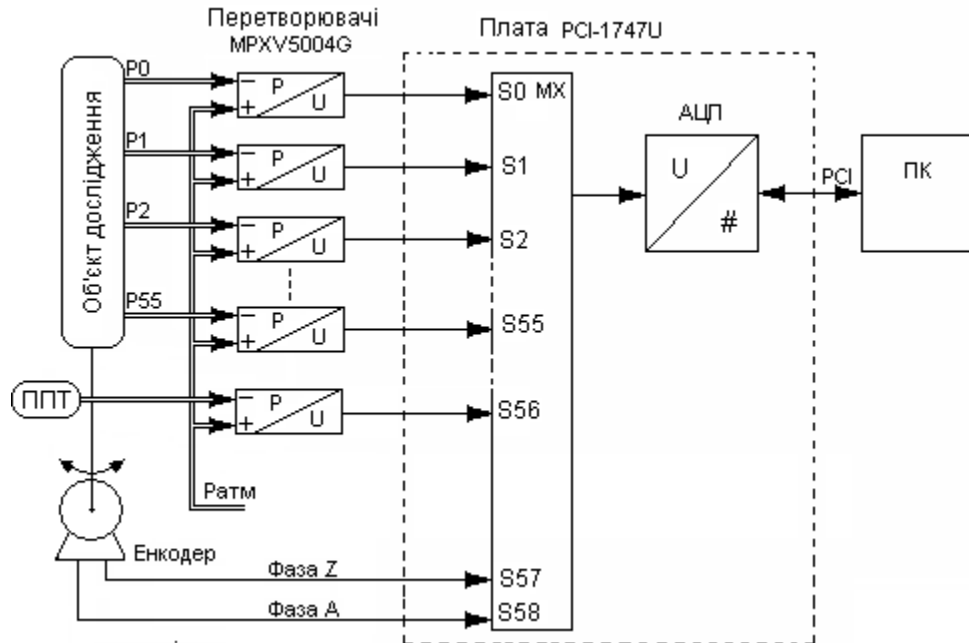 Перетворювачі
MPXV5004G
Плата PCI-1747U
Об'єкт дослідження
P0
P1
P2
P55
− P
+ U
− P
+ U
− P
+ U
− P
+ U
− P
+ U
S0 MX
S1
S2
S55
S56
S57
S58
АЦП
U
#
PCI
ПК
ППТ
Ратм
Енкодер
Фаза Z
Фаза A